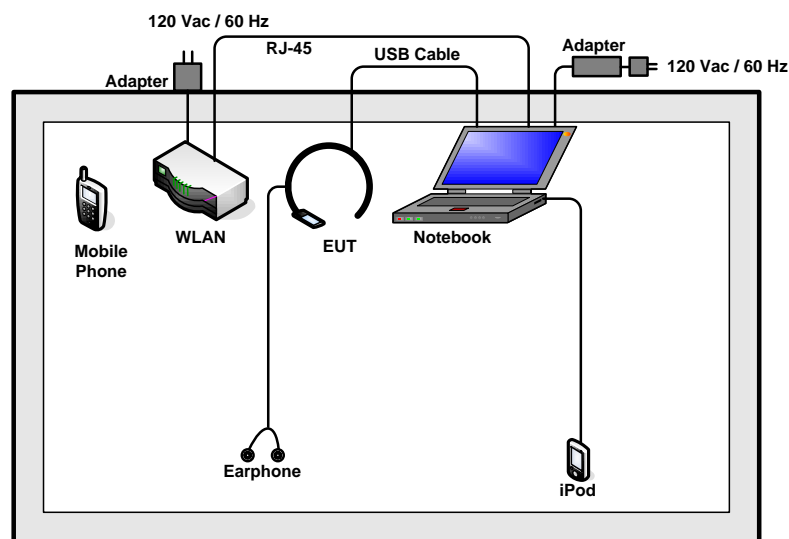 120 Vac / 60 Hz
RJ-45
USB Cable
Adapter
120 Vac / 60 Hz
Adapter
WLAN
EUT
Notebook
Mobile
Phone
Earphone
iPod